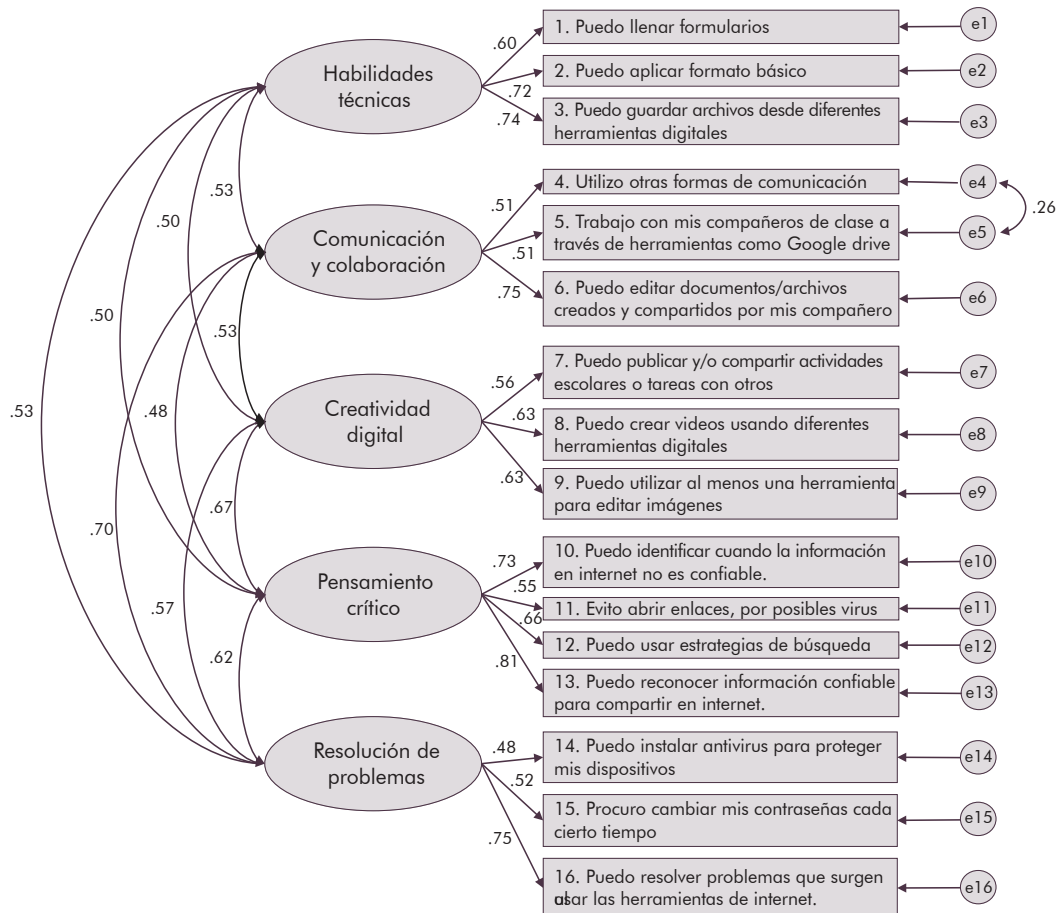 Habilidades
técnicas
.60
.72
.74
1. Puedo llenar formularios
e1
2. Puedo aplicar formato básico
e2
3. Puedo guardar archivos desde diferentes
herramientas digitales
e3
.53
.50
Comunicación
y colaboración
.51
.51
.75
4. Utilizo otras formas de comunicación
e4
.26
5. Trabajo con mis compañeros de clase a
través de herramientas como Google drive
e5
6. Puedo editar documentos/archivos
creados y compartidos por mis compañero
e6
.50
.53
.53
.48
Creatividad
digital
.56
.63
.63
7. Puedo publicar y/o compartir actividades
escolares o tareas con otros
e7
8. Puedo crear videos usando diferentes
herramientas digitales
e8
9. Puedo utilizar al menos una herramienta
para editar imágenes
e9
.67
.70
Pensamiento
crítico
.73
.55
.66
.81
10. Puedo identificar cuando la información
en internet no es confiable.
e10
11. Evito abrir enlaces, por posibles virus
e11
12. Puedo usar estrategias de búsqueda
e12
13. Puedo reconocer información confiable
para compartir en internet.
e13
.57
.62
Resolución de
problemas
.48
.52
.75
14. Puedo instalar antivirus para proteger
mis dispositivos
e14
15. Procuro cambiar mis contraseñas cada
cierto tiempo
e15
16. Puedo resolver problemas que surgen
usar las herramientas de internet.
e16